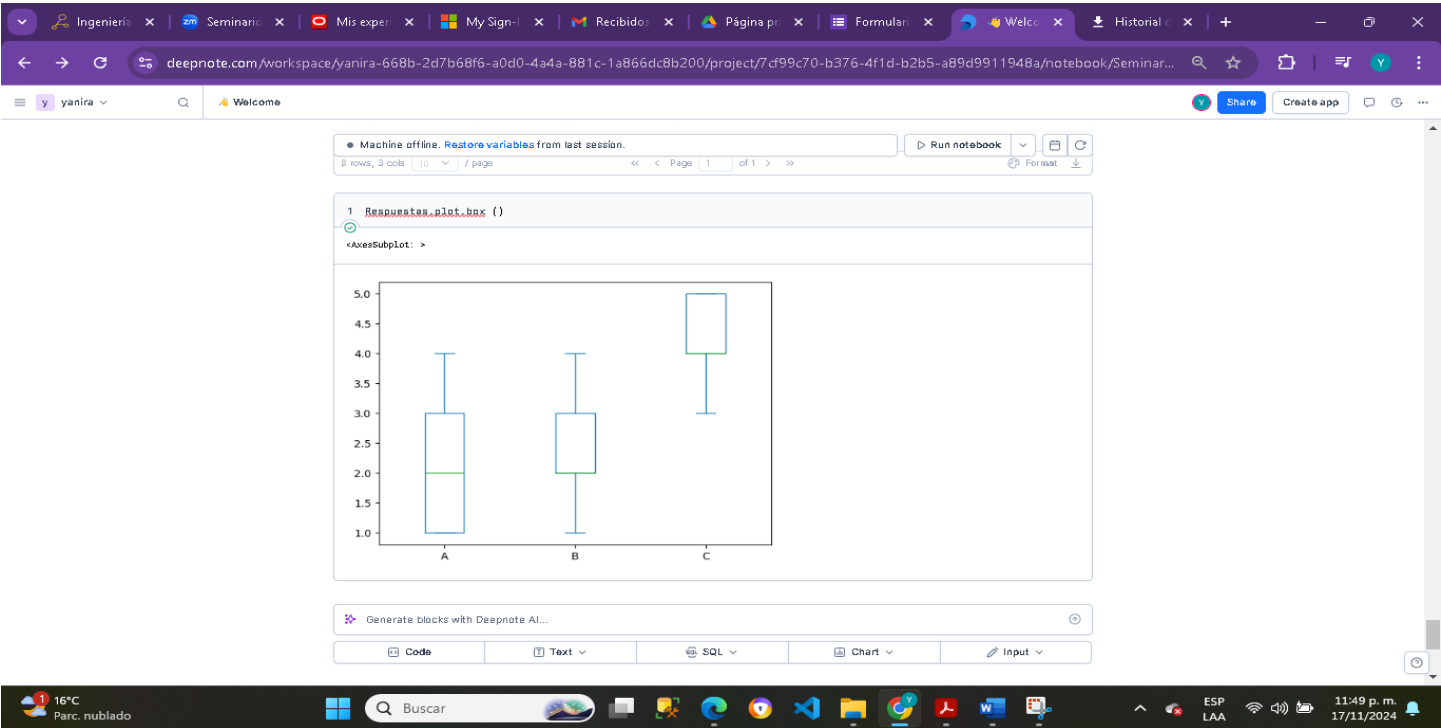 Ingeniería
Seminario
Mis experi
My Sign-I
Recibidos
Página pri
Formulari
Welco
Historial c
deepnote.com/workspace/yanira-668b-2d7b68f6-a0d0-4a4a-881c-1a866dc8b200/project/7cf99c70-b376-4f1d-b2b5-a89d9911948a/notebook/Seminar...
Y
y yanira
Welcome
Y
Share
Create app
Machine offline. Restore variables from last session.
Run notebook
8 rows, 3 cols 10 / page
Page 1 of 1
Format
1 Respuestas.plot.box ()
<AxesSubplot: >
5.0
4.5
4.0
3.5
3.0
2.5
2.0
1.5
1.0
A B C
Generate blocks with Deepnote AI...
Code Text SQL Chart Input
1
16°C
Parc. nublado
Buscar
ESP
LAA
11:49 p. m.
17/11/2024